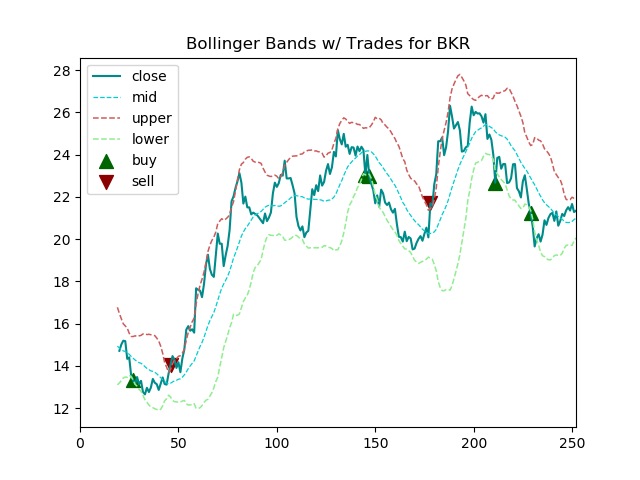 Bollinger Bands w/ Trades for BKR
close
mid
upper
lower
buy
sell
28
26
24
22
20
18
16
14
12
0 50 100 150 200 250